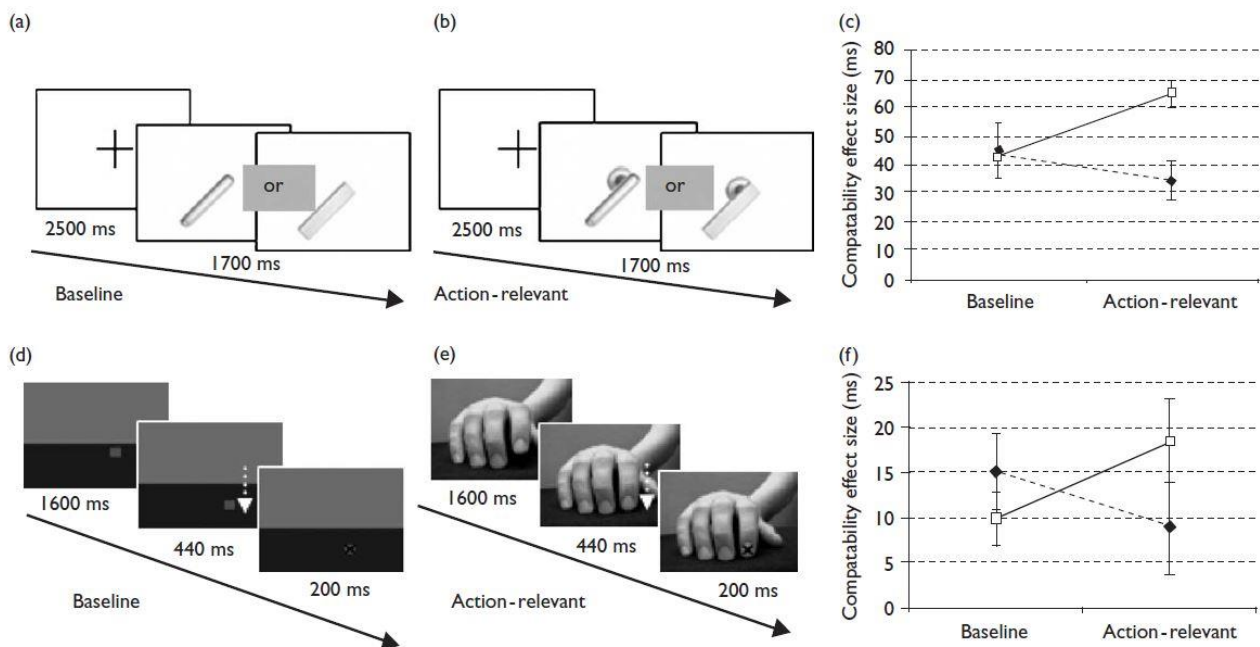 (a)
or
2500 ms
1700 ms
Baseline
(b)
or
2500 ms
1700 ms
Action-relevant
(c)
Compatability effect size (ms)
80
70
60
50
40
30
20
10
0
Baseline
Action-relevant
(d)
1600 ms
440 ms
200 ms
Baseline
(e)
1600 ms
440 ms
200 ms
Action-relevant
(f)
Compatability effect size (ms)
25
20
15
10
5
0
Baseline
Action-relevant